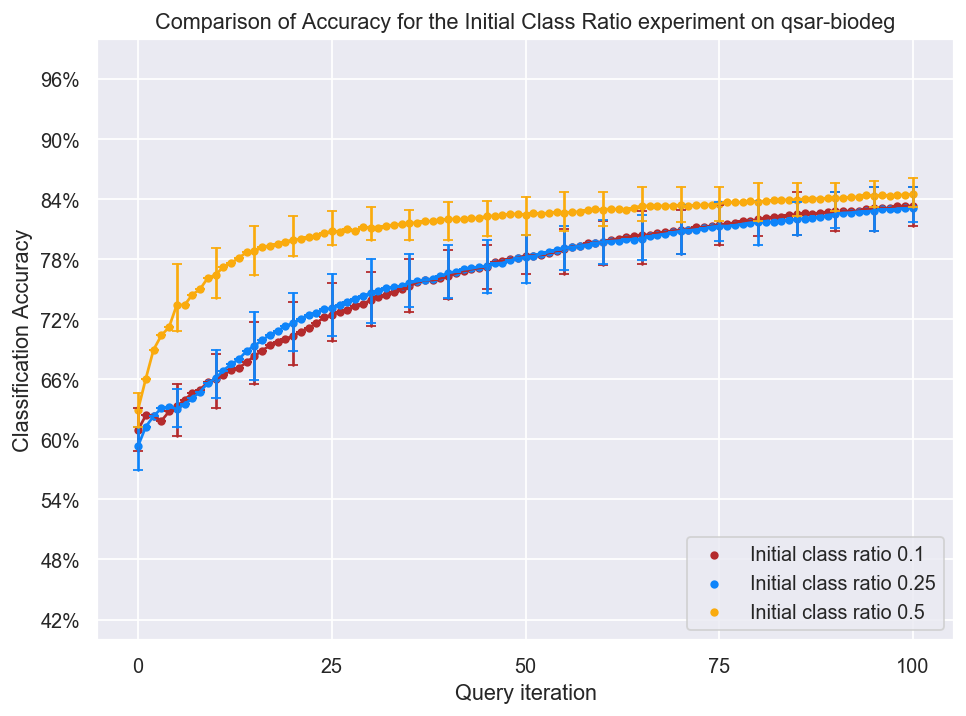 Comparison of Accuracy for the Initial Class Ratio experiment on qsar-biodeg
96%
90%
84%
78%
72%
66%
60%
54%
48%
42%
Classification Accuracy
Initial class ratio 0.1
Initial class ratio 0.25
Initial class ratio 0.5
0 25 50 75 100
Query iteration